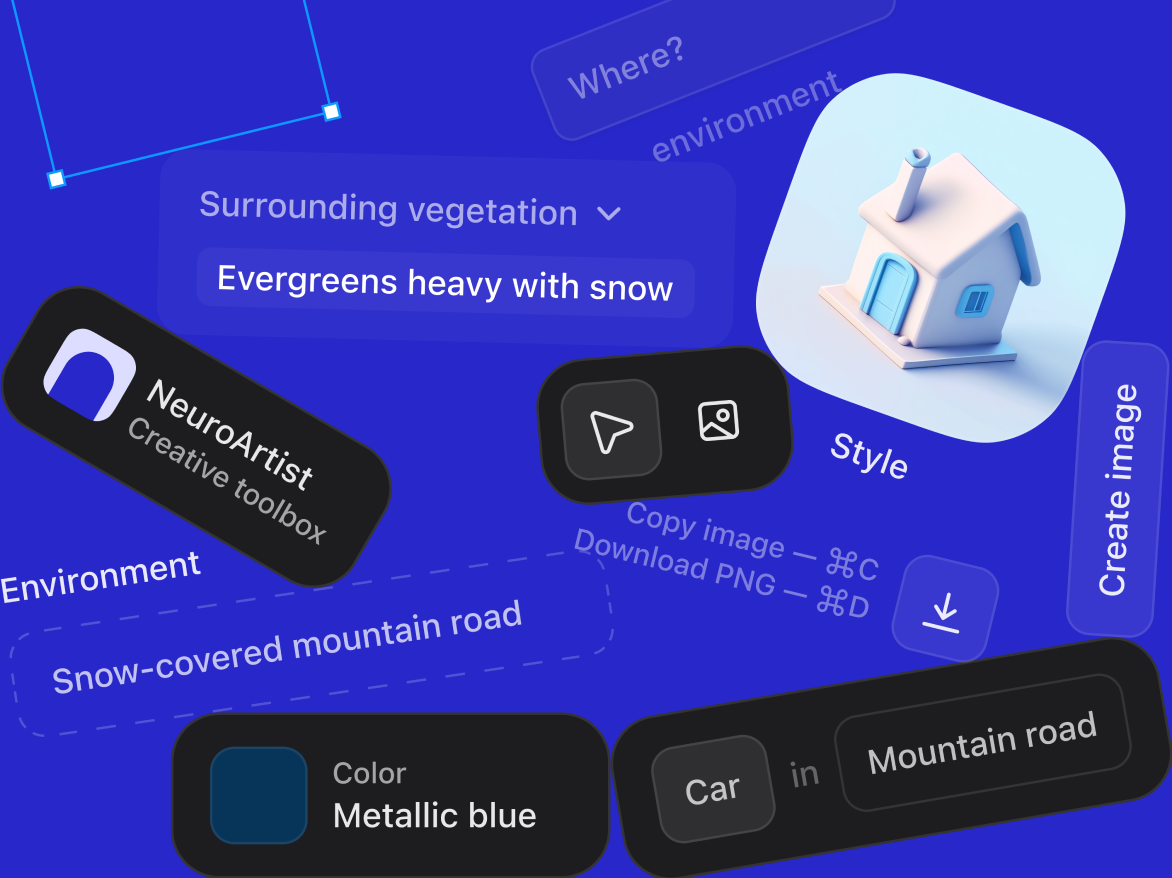 Where?
environment
Surrounding vegetation
Evergreens heavy with snow
NeuroArtist
Creative toolbox
Style
Create image
Copy image — ⌘C
Download PNG — ⌘D
Environment
Snow-covered mountain road
Color
Metallic blue
Car in Mountain road